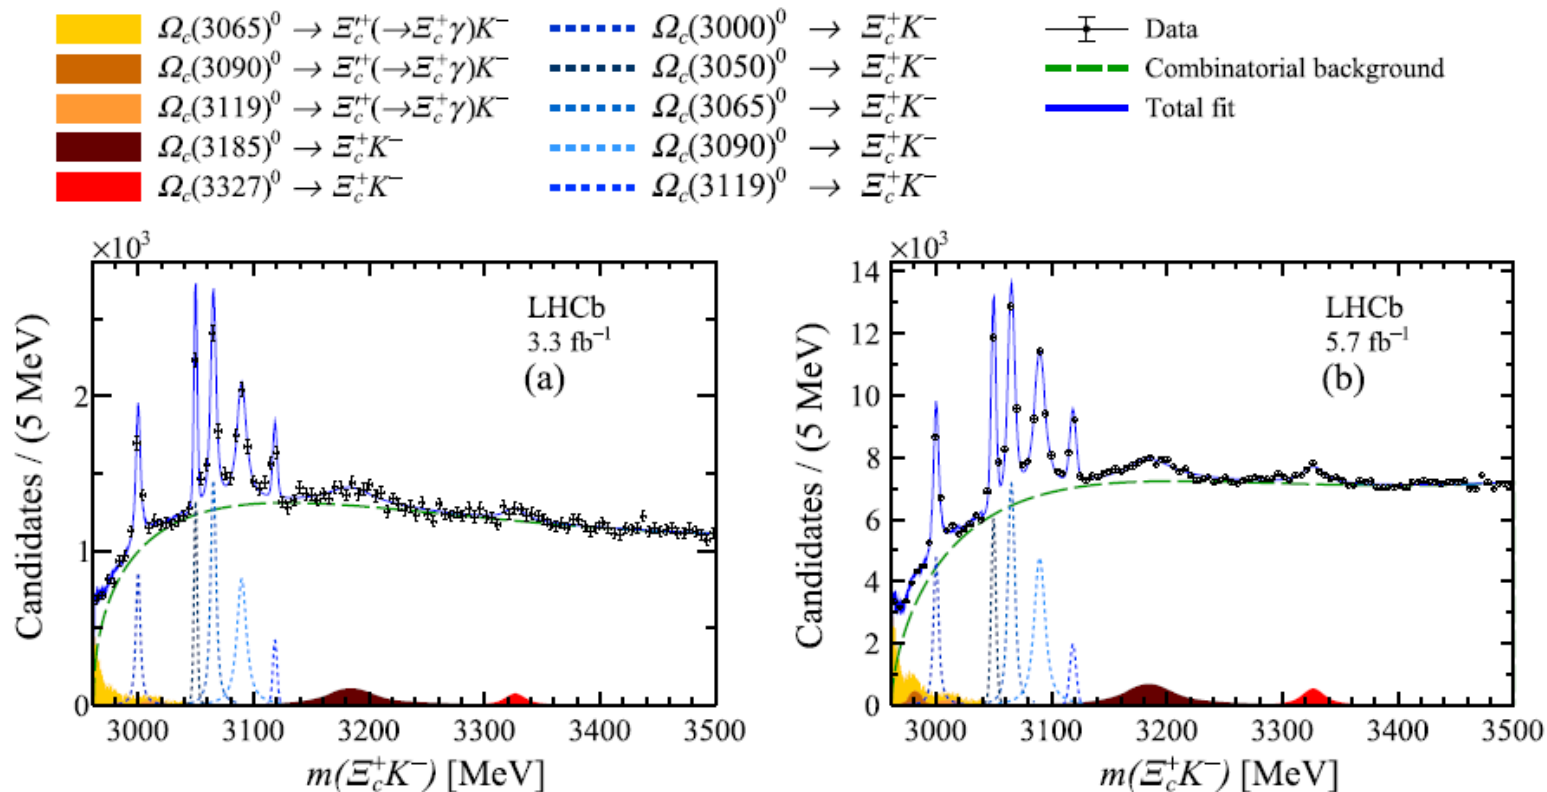 Ω_c(3065)⁰ → Ξ_c′⁺(→Ξ_c⁺γ)K⁻
Ω_c(3090)⁰ → Ξ_c′⁺(→Ξ_c⁺γ)K⁻
Ω_c(3119)⁰ → Ξ_c′⁺(→Ξ_c⁺γ)K⁻
Ω_c(3185)⁰ → Ξ_c⁺K⁻
Ω_c(3327)⁰ → Ξ_c⁺K⁻
Ω_c(3000)⁰ → Ξ_c⁺K⁻
Ω_c(3050)⁰ → Ξ_c⁺K⁻
Ω_c(3065)⁰ → Ξ_c⁺K⁻
Ω_c(3090)⁰ → Ξ_c⁺K⁻
Ω_c(3119)⁰ → Ξ_c⁺K⁻
Data
Combinatorial background
Total fit
×10³
Candidates / (5 MeV)
2
1
0
LHCb
3.3 fb⁻¹
(a)
3000 3100 3200 3300 3400 3500
m(Ξ_c⁺K⁻) [MeV]
×10³
Candidates / (5 MeV)
14
12
10
8
6
4
2
0
LHCb
5.7 fb⁻¹
(b)
3000 3100 3200 3300 3400 3500
m(Ξ_c⁺K⁻) [MeV]